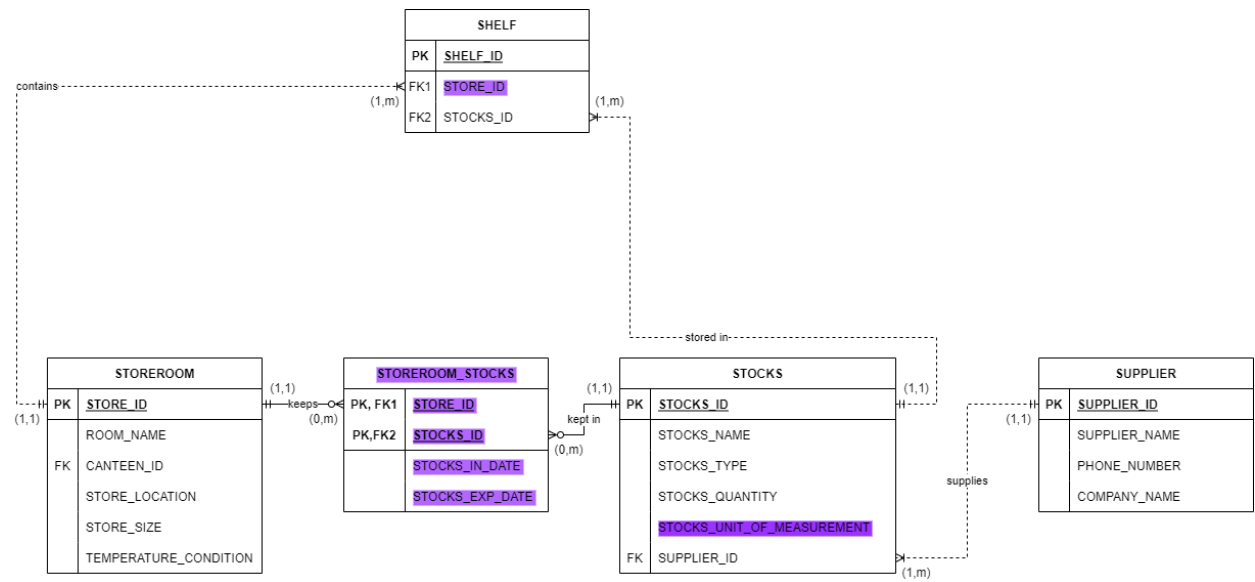 SHELF
PK SHELF_ID
FK1 STORE_ID
FK2 STOCKS_ID
contains
(1,m)
(1,m)
stored in
STOREROOM
PK STORE_ID
ROOM_NAME
FK CANTEEN_ID
STORE_LOCATION
STORE_SIZE
TEMPERATURE_CONDITION
(1,1)
(1,1)
keeps
(0,m)
STOREROOM_STOCKS
PK, FK1 STORE_ID
PK,FK2 STOCKS_ID
STOCKS_IN_DATE
STOCKS_EXP_DATE
(1,1)
kept in
(0,m)
STOCKS
PK STOCKS_ID
STOCKS_NAME
STOCKS_TYPE
STOCKS_QUANTITY
STOCKS_UNIT_OF_MEASUREMENT
FK SUPPLIER_ID
(1,1)
(1,1)
supplies
(1,m)
SUPPLIER
PK SUPPLIER_ID
SUPPLIER_NAME
PHONE_NUMBER
COMPANY_NAME